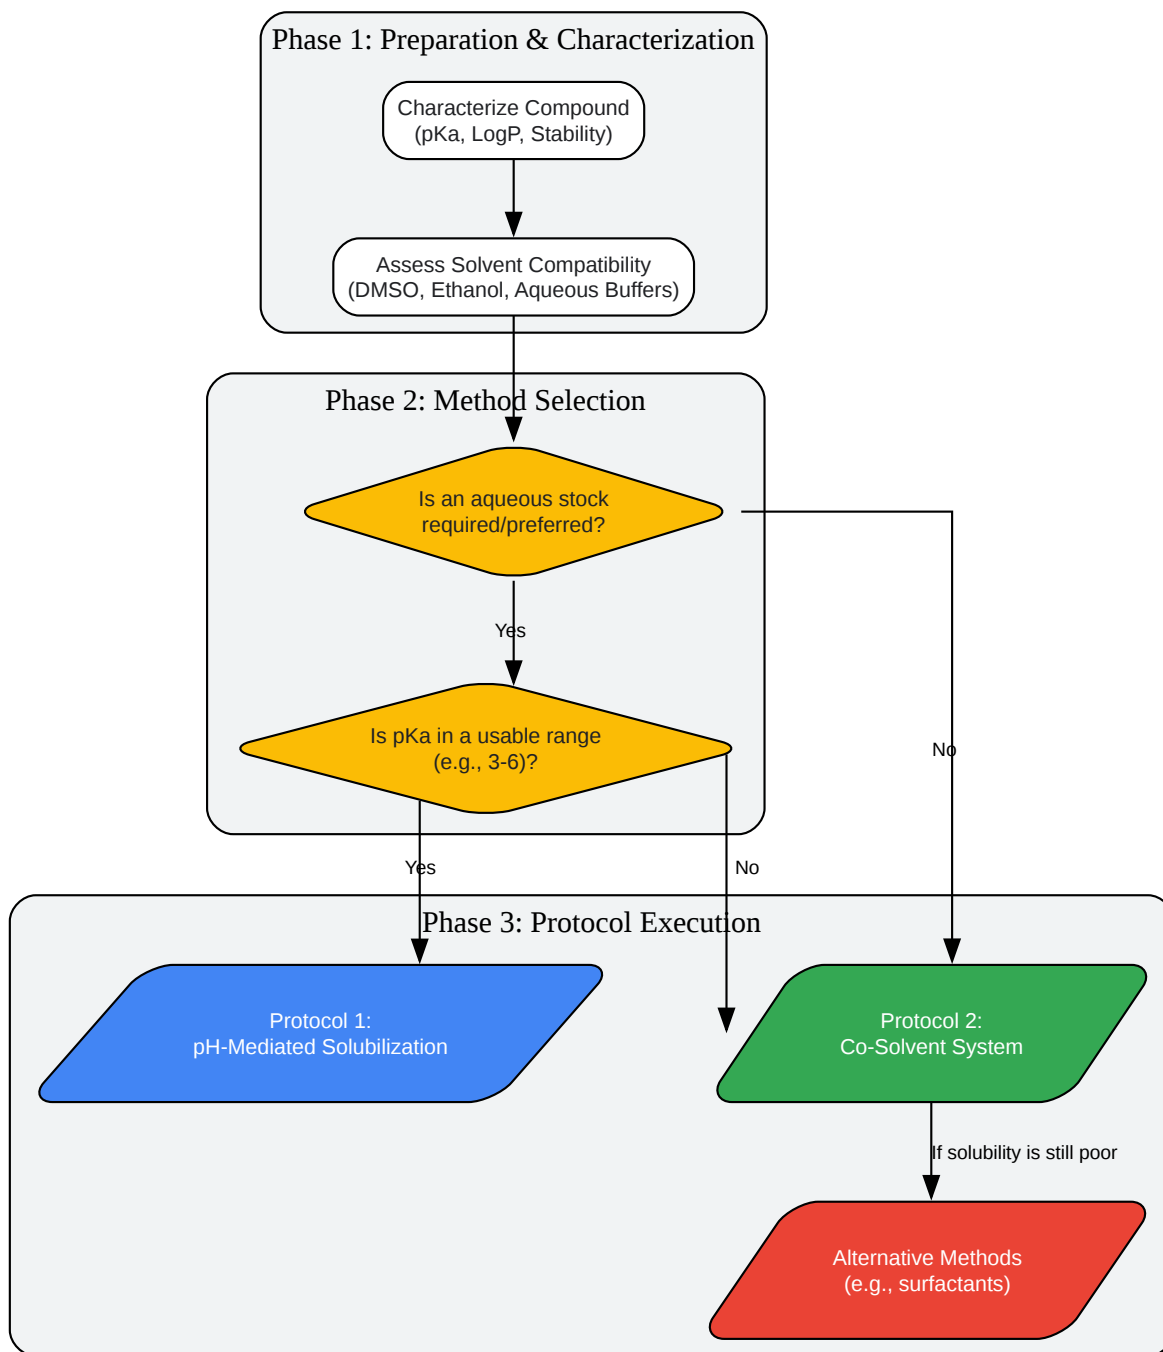 Phase 1: Preparation & Characterization
Characterize Compound
(pKa, LogP, Stability)
Assess Solvent Compatibility
(DMSO, Ethanol, Aqueous Buffers)
Phase 2: Method Selection
Is an aqueous stock
required/preferred?
Yes
Is pKa in a usable range
(e.g., 3-6)?
No
Yes
No
Phase 3: Protocol Execution
Protocol 1:
pH-Mediated Solubilization
Protocol 2:
Co-Solvent System
If solubility is still poor
Alternative Methods
(e.g., surfactants)